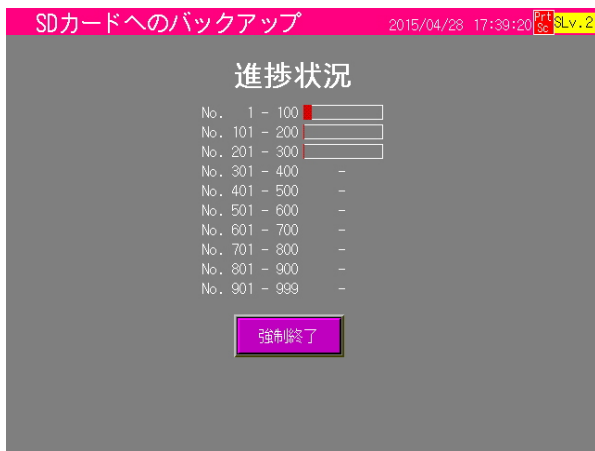 SDカードへのバックアップ 2015/04/28 17:39:20 Prt Sc SLv.2
進捗状況
No. 1 - 100
No. 101 - 200
No. 201 - 300
No. 301 - 400 -
No. 401 - 500 -
No. 501 - 600 -
No. 601 - 700 -
No. 701 - 800 -
No. 801 - 900 -
No. 901 - 999 -
強制終了